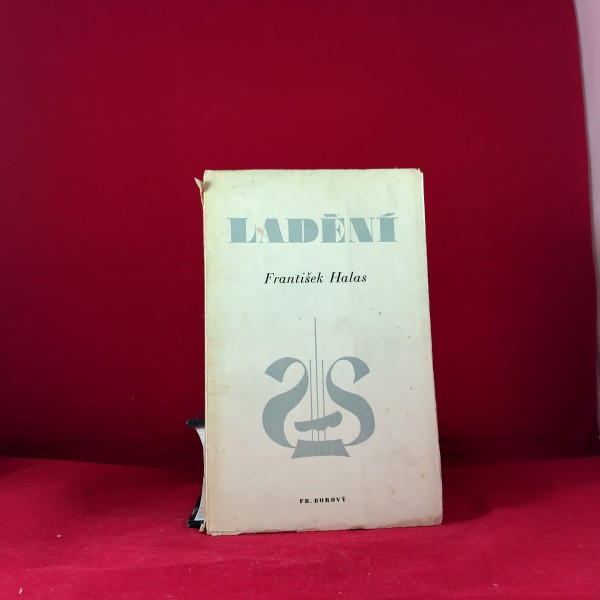 LADĚNÍ
František Halas
FR. BOROVÝ